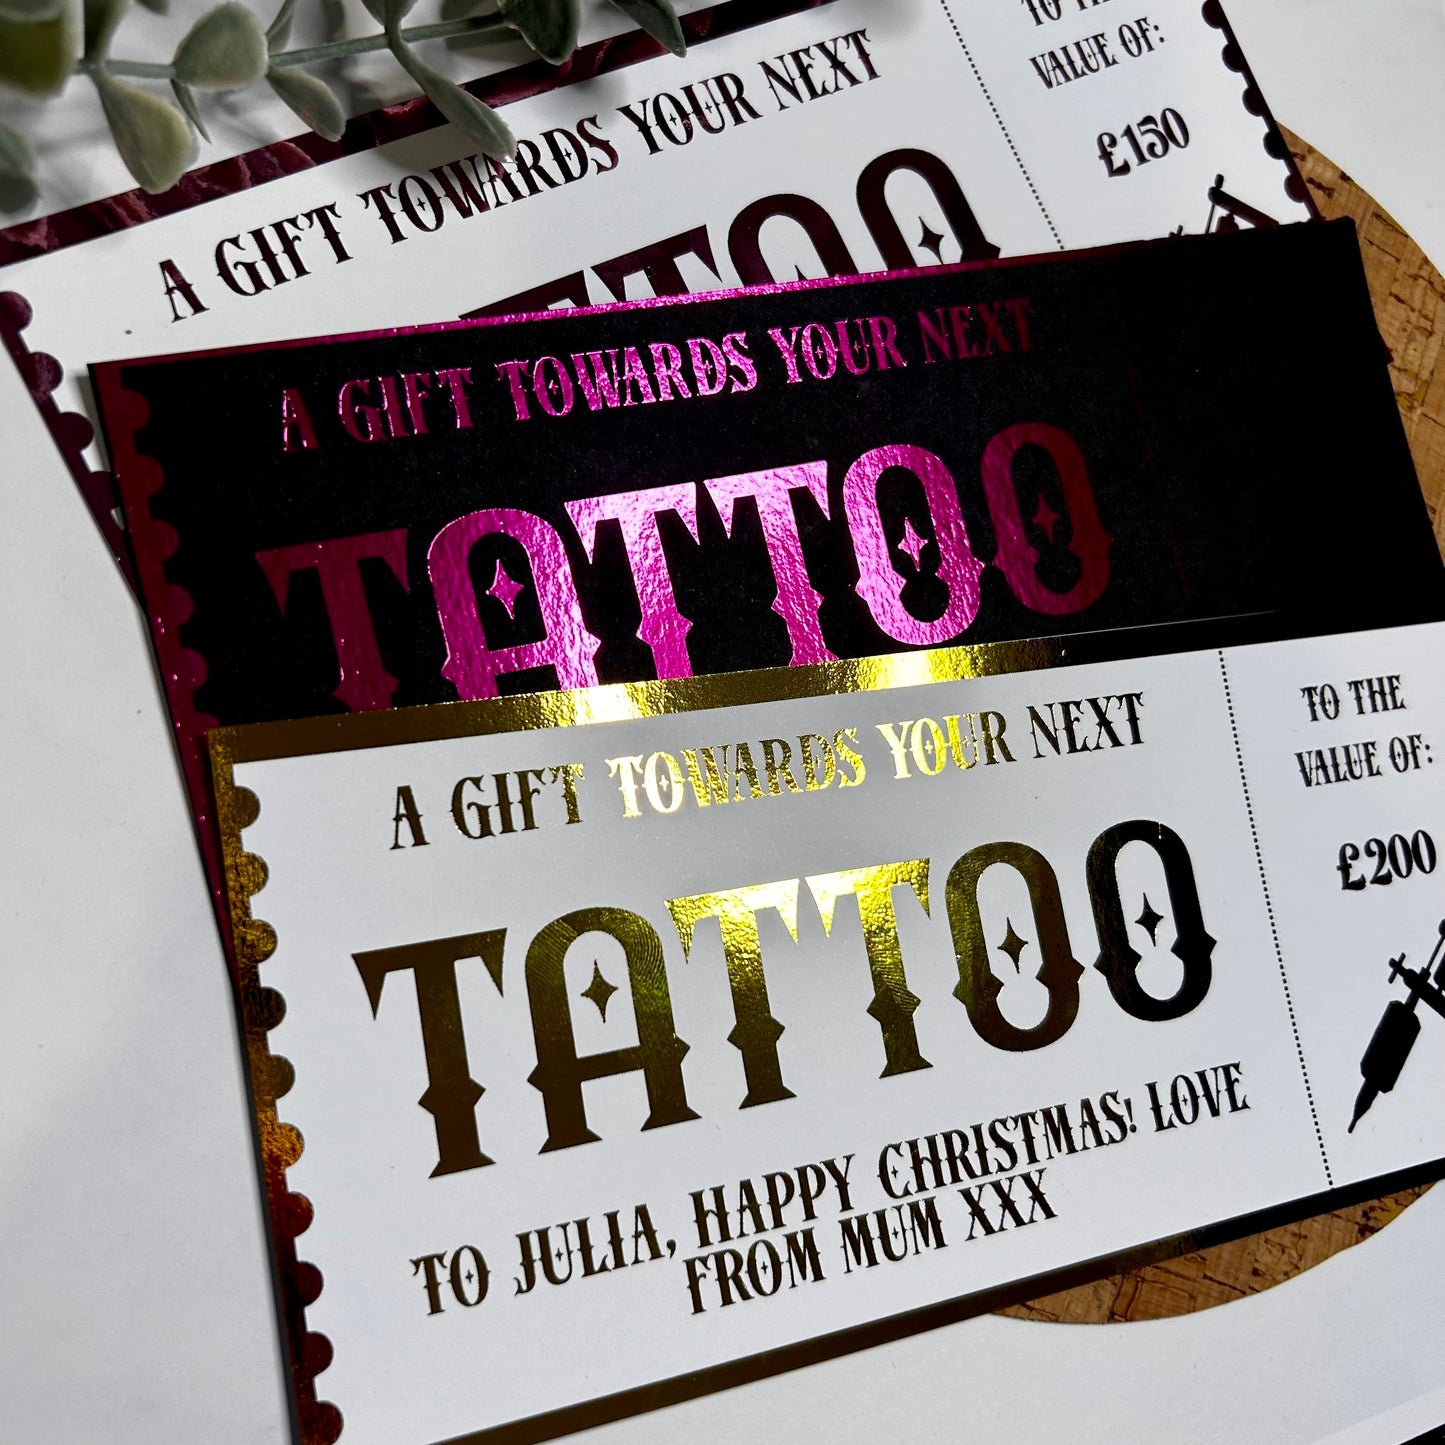 A GIFT TOWARDS YOUR NEXT
TATTOO
TO THE
VALUE OF:
£150
A GIFT TOWARDS YOUR NEXT
TATTOO
A GIFT TOWARDS YOUR NEXT
TATTOO
TO JULIA, HAPPY CHRISTMAS! LOVE
FROM MUM XXX
TO THE
VALUE OF:
£200